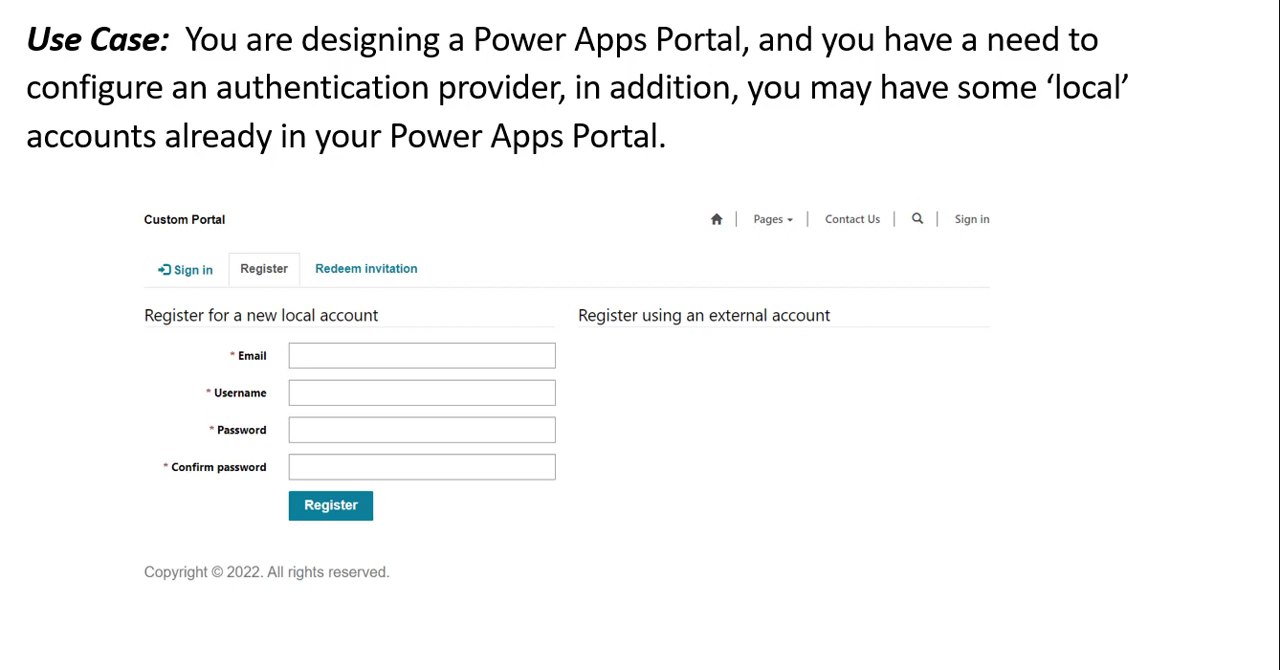 Use Case: You are designing a Power Apps Portal, and you have a need to
configure an authentication provider, in addition, you may have some ‘local’
accounts already in your Power Apps Portal.
Custom Portal
Pages
Contact Us
Sign in
Sign in
Register
Redeem invitation
Register for a new local account
Register using an external account
* Email
* Username
* Password
* Confirm password
Register
Copyright © 2022. All rights reserved.